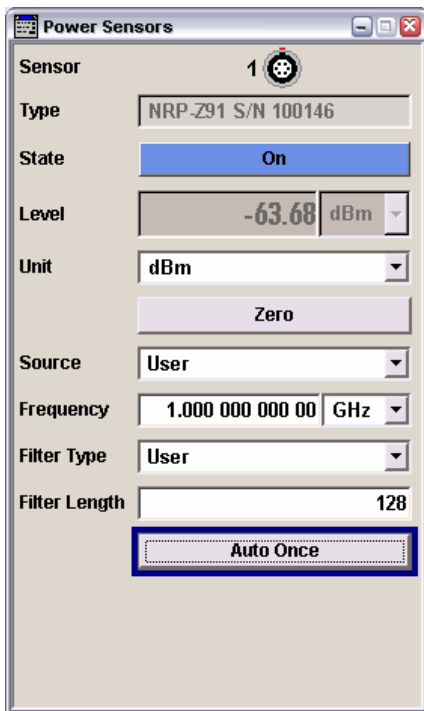 Power Sensors
Sensor 1
Type NRP-Z91 S/N 100146
State On
Level -63.68 dBm
Unit dBm
Zero
Source User
Frequency 1.000 000 000 00 GHz
Filter Type User
Filter Length 128
Auto Once